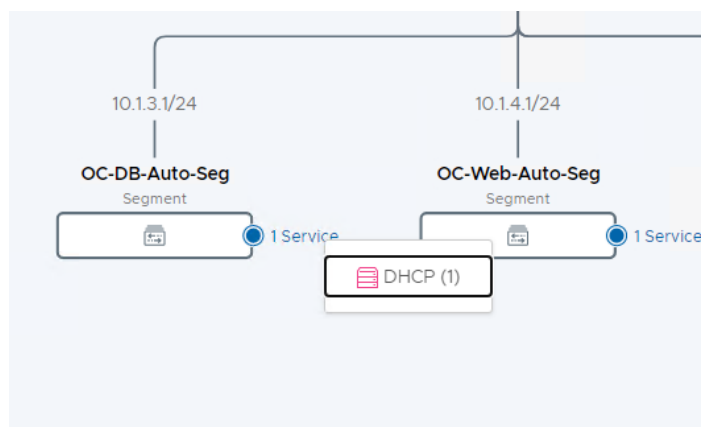 10.1.3.1/24
10.1.4.1/24
OC-DB-Auto-Seg
OC-Web-Auto-Seg
Segment
Segment
1 Service
1 Service
DHCP (1)